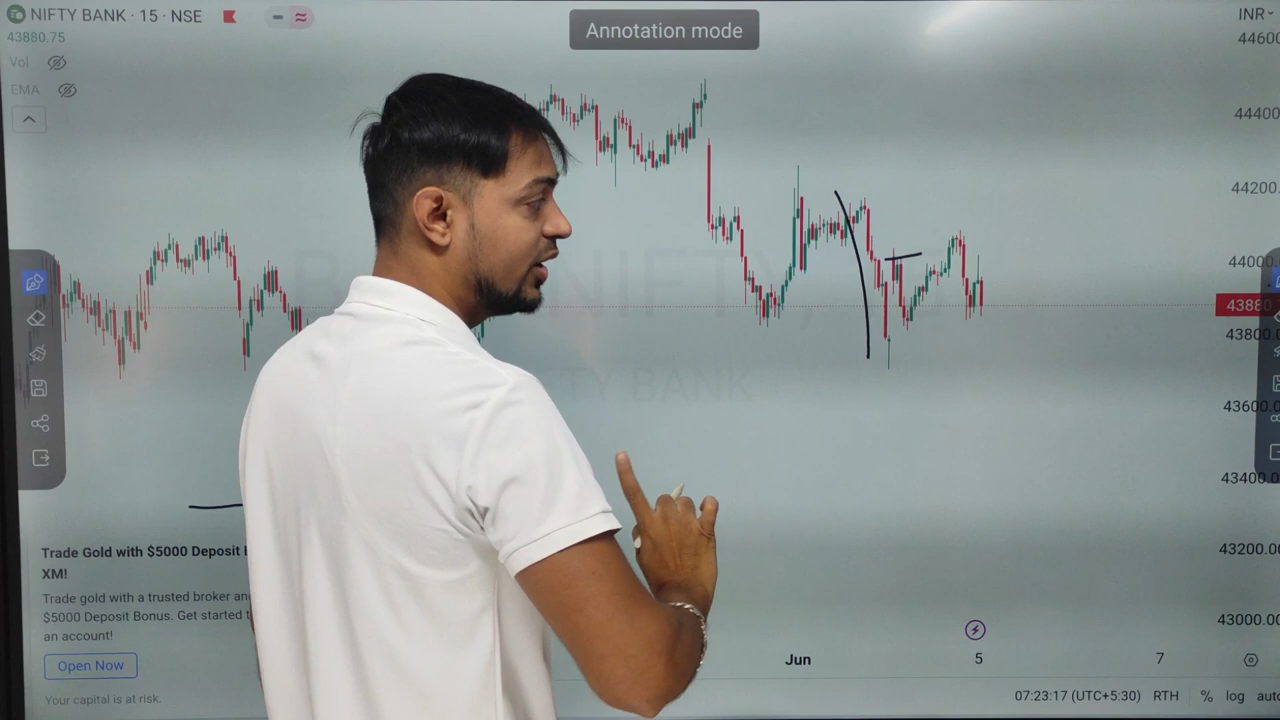 NIFTY BANK · 15 · NSE
Annotation mode
INR
43880.75
Vol
EMA
44600
44400
44200
44000
43880
43800
43600
43400
43200
43000
NIFTY BANK
Trade Gold with $5000 Deposit
XM!
Trade gold with a trusted broker
$5000 Deposit Bonus. Get started
an account!
Open Now
Your capital is at risk.
Jun 5 7
07:23:17 (UTC+5:30) RTH % log auto